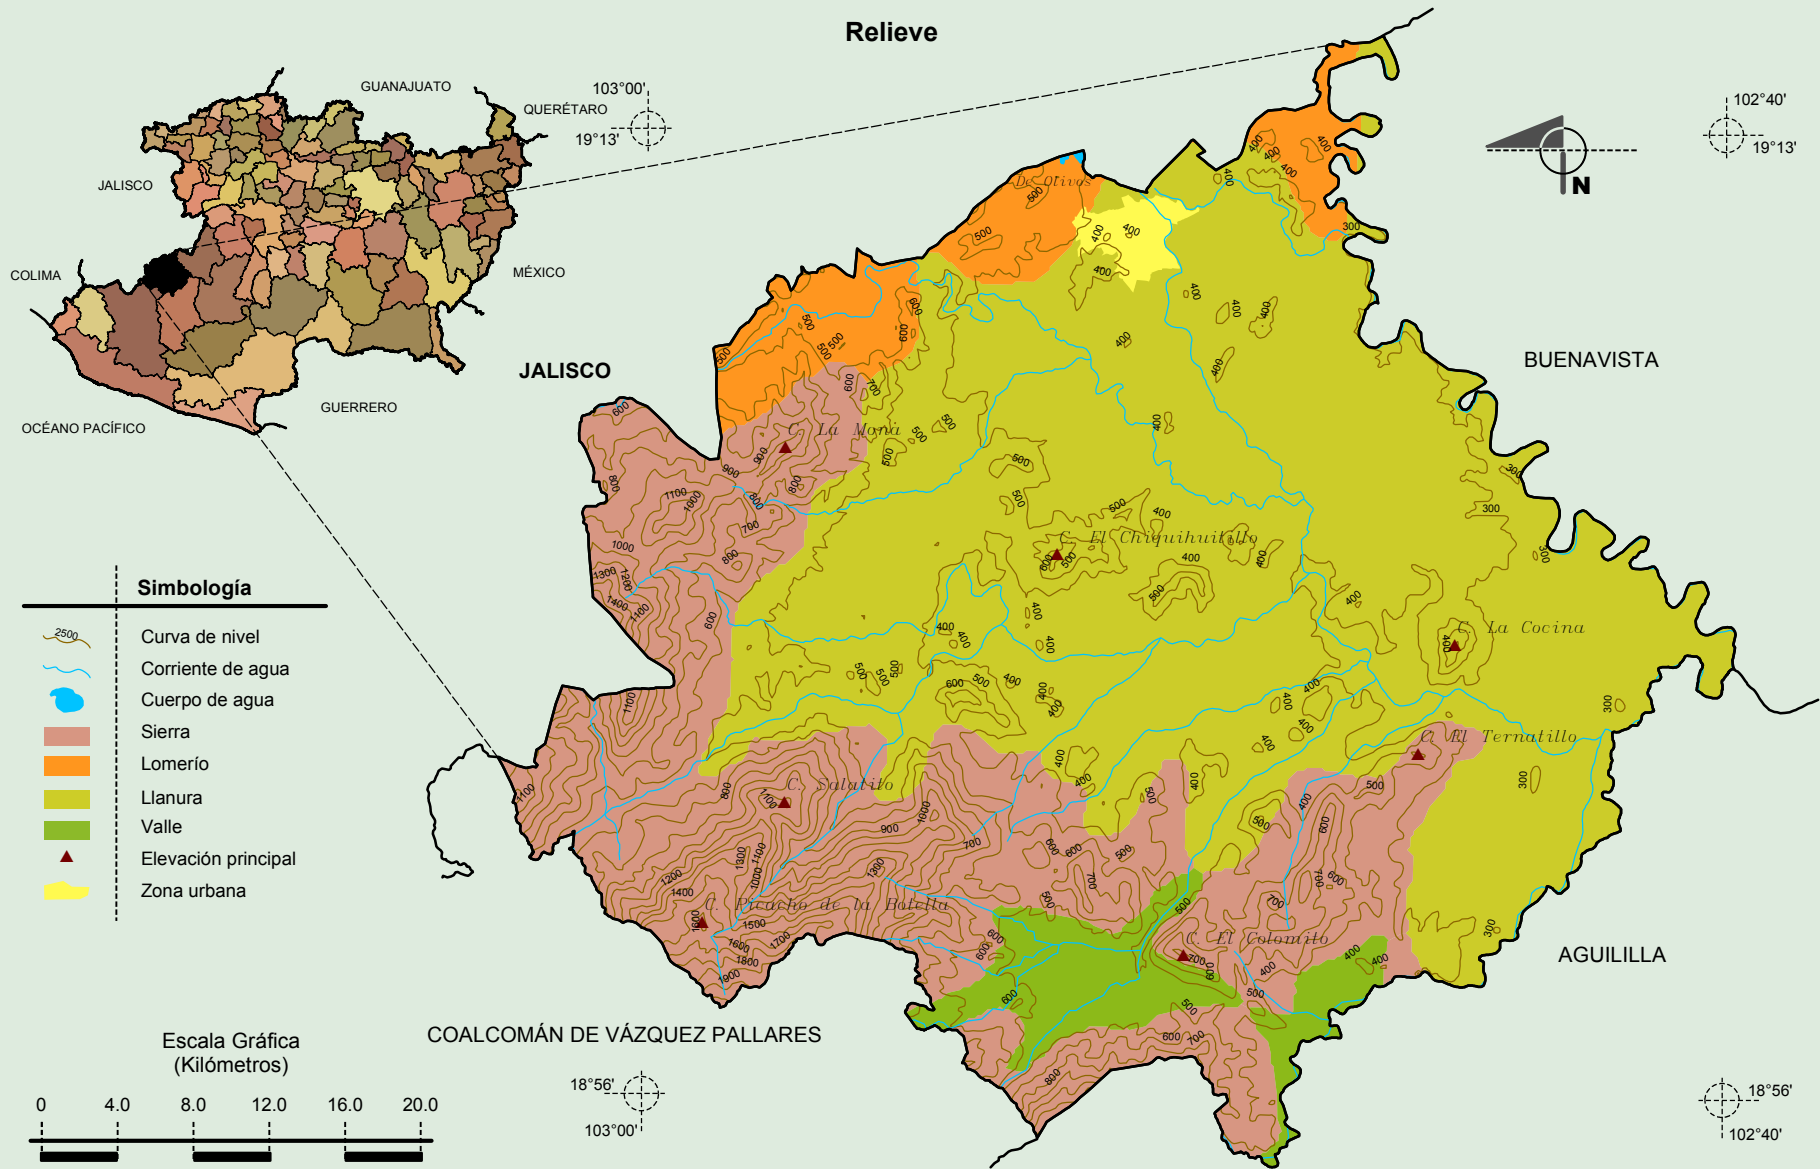 Relieve
GUANAJUATO
QUERÉTARO
JALISCO
COLIMA
MÉXICO
GUERRERO
OCÉANO PACÍFICO
103°00'
19°13'
102°40'
19°13'
N
JALISCO
BUENAVISTA
AGUILILLA
COALCOMÁN DE VÁZQUEZ PALLARES
De Olivos
C. La Mona
C. El Chiquihuitillo
C. La Cocina
C. El Ternatillo
C. Salatito
C. Picacho de la Botella
C. El Colomito
Simbología
2500
Curva de nivel
Corriente de agua
Cuerpo de agua
Sierra
Lomerío
Llanura
Valle
Elevación principal
Zona urbana
Escala Gráfica
(Kilómetros)
0 4.0 8.0 12.0 16.0 20.0
18°56'
103°00'
18°56'
102°40'